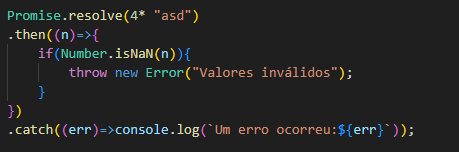 Promise.resolve(4* "asd")
.then((n)=>{
    if(Number.isNaN(n)){
        throw new Error("Valores inválidos");
    }
})
.catch((err)=>console.log(`Um erro ocorreu:${err}`));